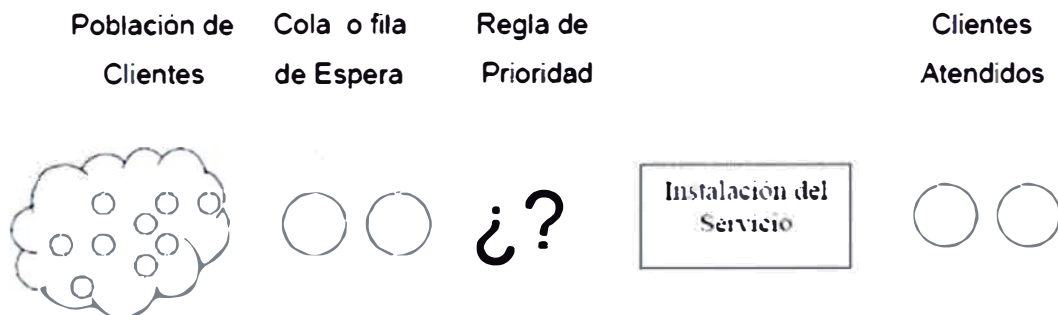 Población de
Clientes
Cola o fila
de Espera
Regla de
Prioridad
Clientes
Atendidos
¿?
Instalación del
Servicio